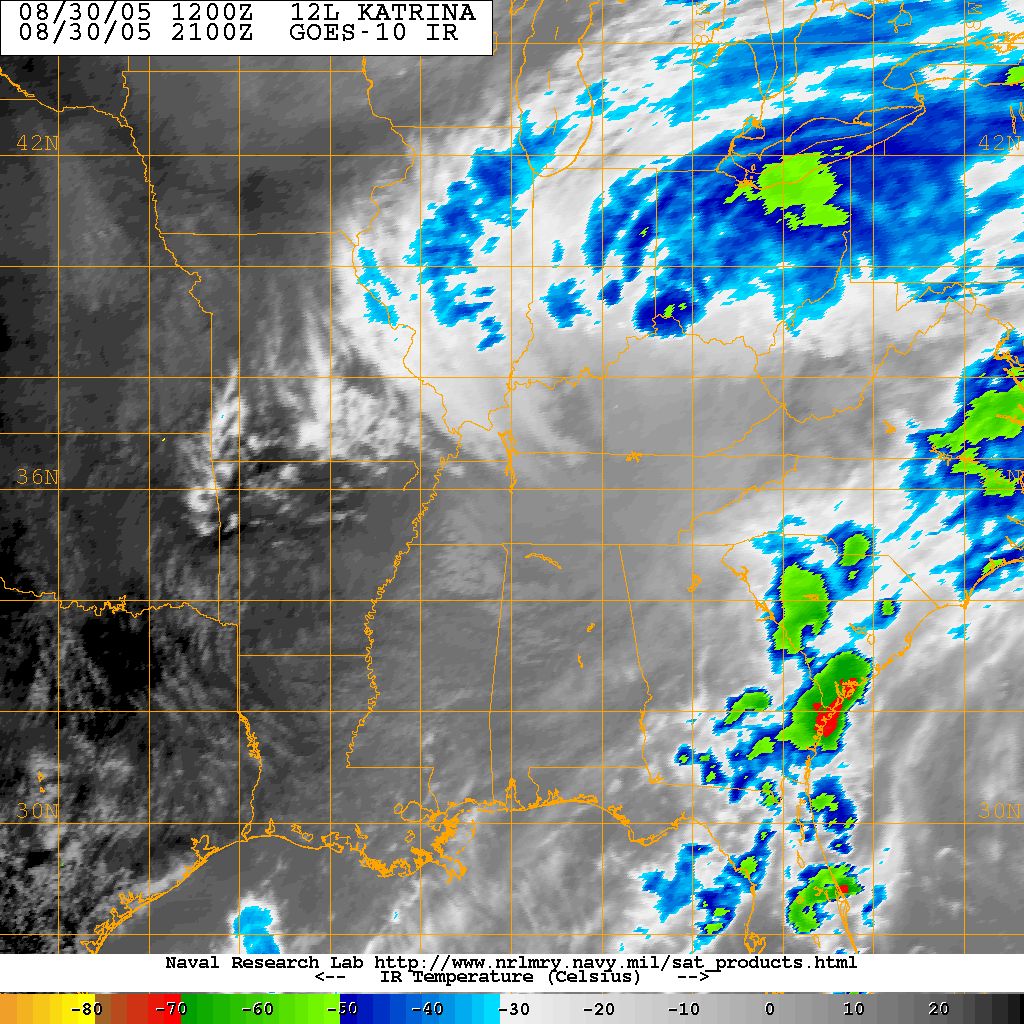 08/30/05 1200Z 12L KATRINA
08/30/05 2100Z GOES-10 IR
42N 42N
36N
30N 30N
Naval Research Lab http://www.nrlmry.navy.mil/sat_products.html
<-- IR Temperature (Celsius) -->
-80 -70 -60 -50 -40 -30 -20 -10 0 10 20